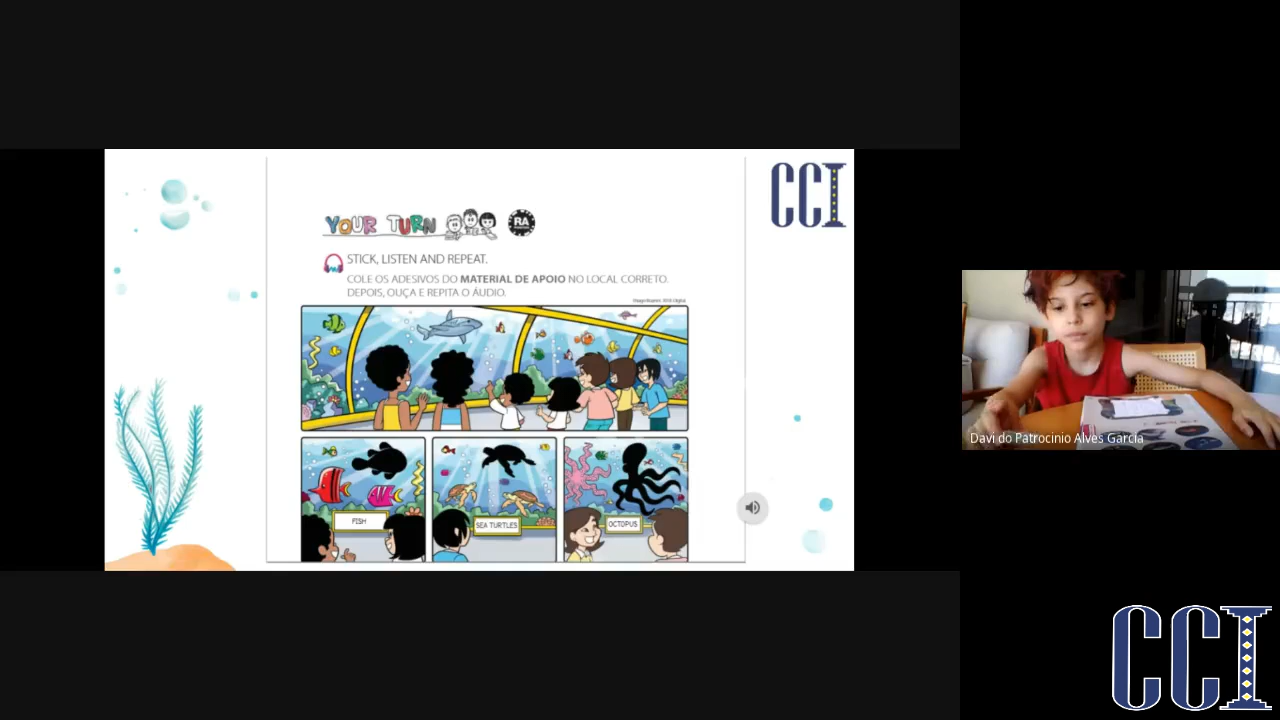 CCI
YOUR TURN
RA
STICK, LISTEN AND REPEAT.
COLE OS ADESIVOS DO MATERIAL DE APOIO NO LOCAL CORRETO.
DEPOIS, OUÇA E REPITA O ÁUDIO.
FISH
SEA TURTLES
OCTOPUS
Davi do Patrocinio Alves Garcia
CCI